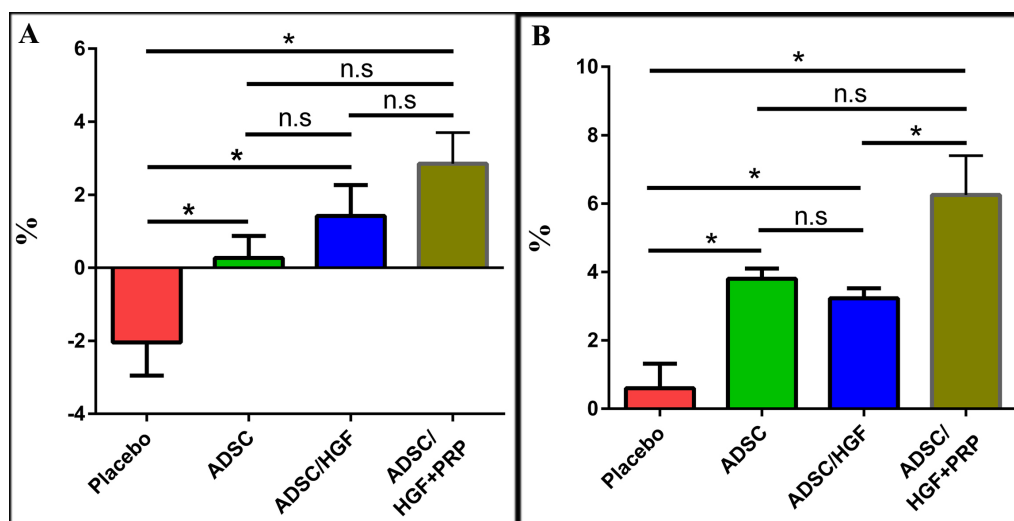 A
6
4
2
0
-2
-4
%
*
n.s
n.s
n.s
*
*
Placebo
ADSC
ADSC/HGF
ADSC/
HGF+PRP
B
10
8
6
4
2
0
%
*
n.s
*
*
n.s
*
Placebo
ADSC
ADSC/HGF
ADSC/
HGF+PRP